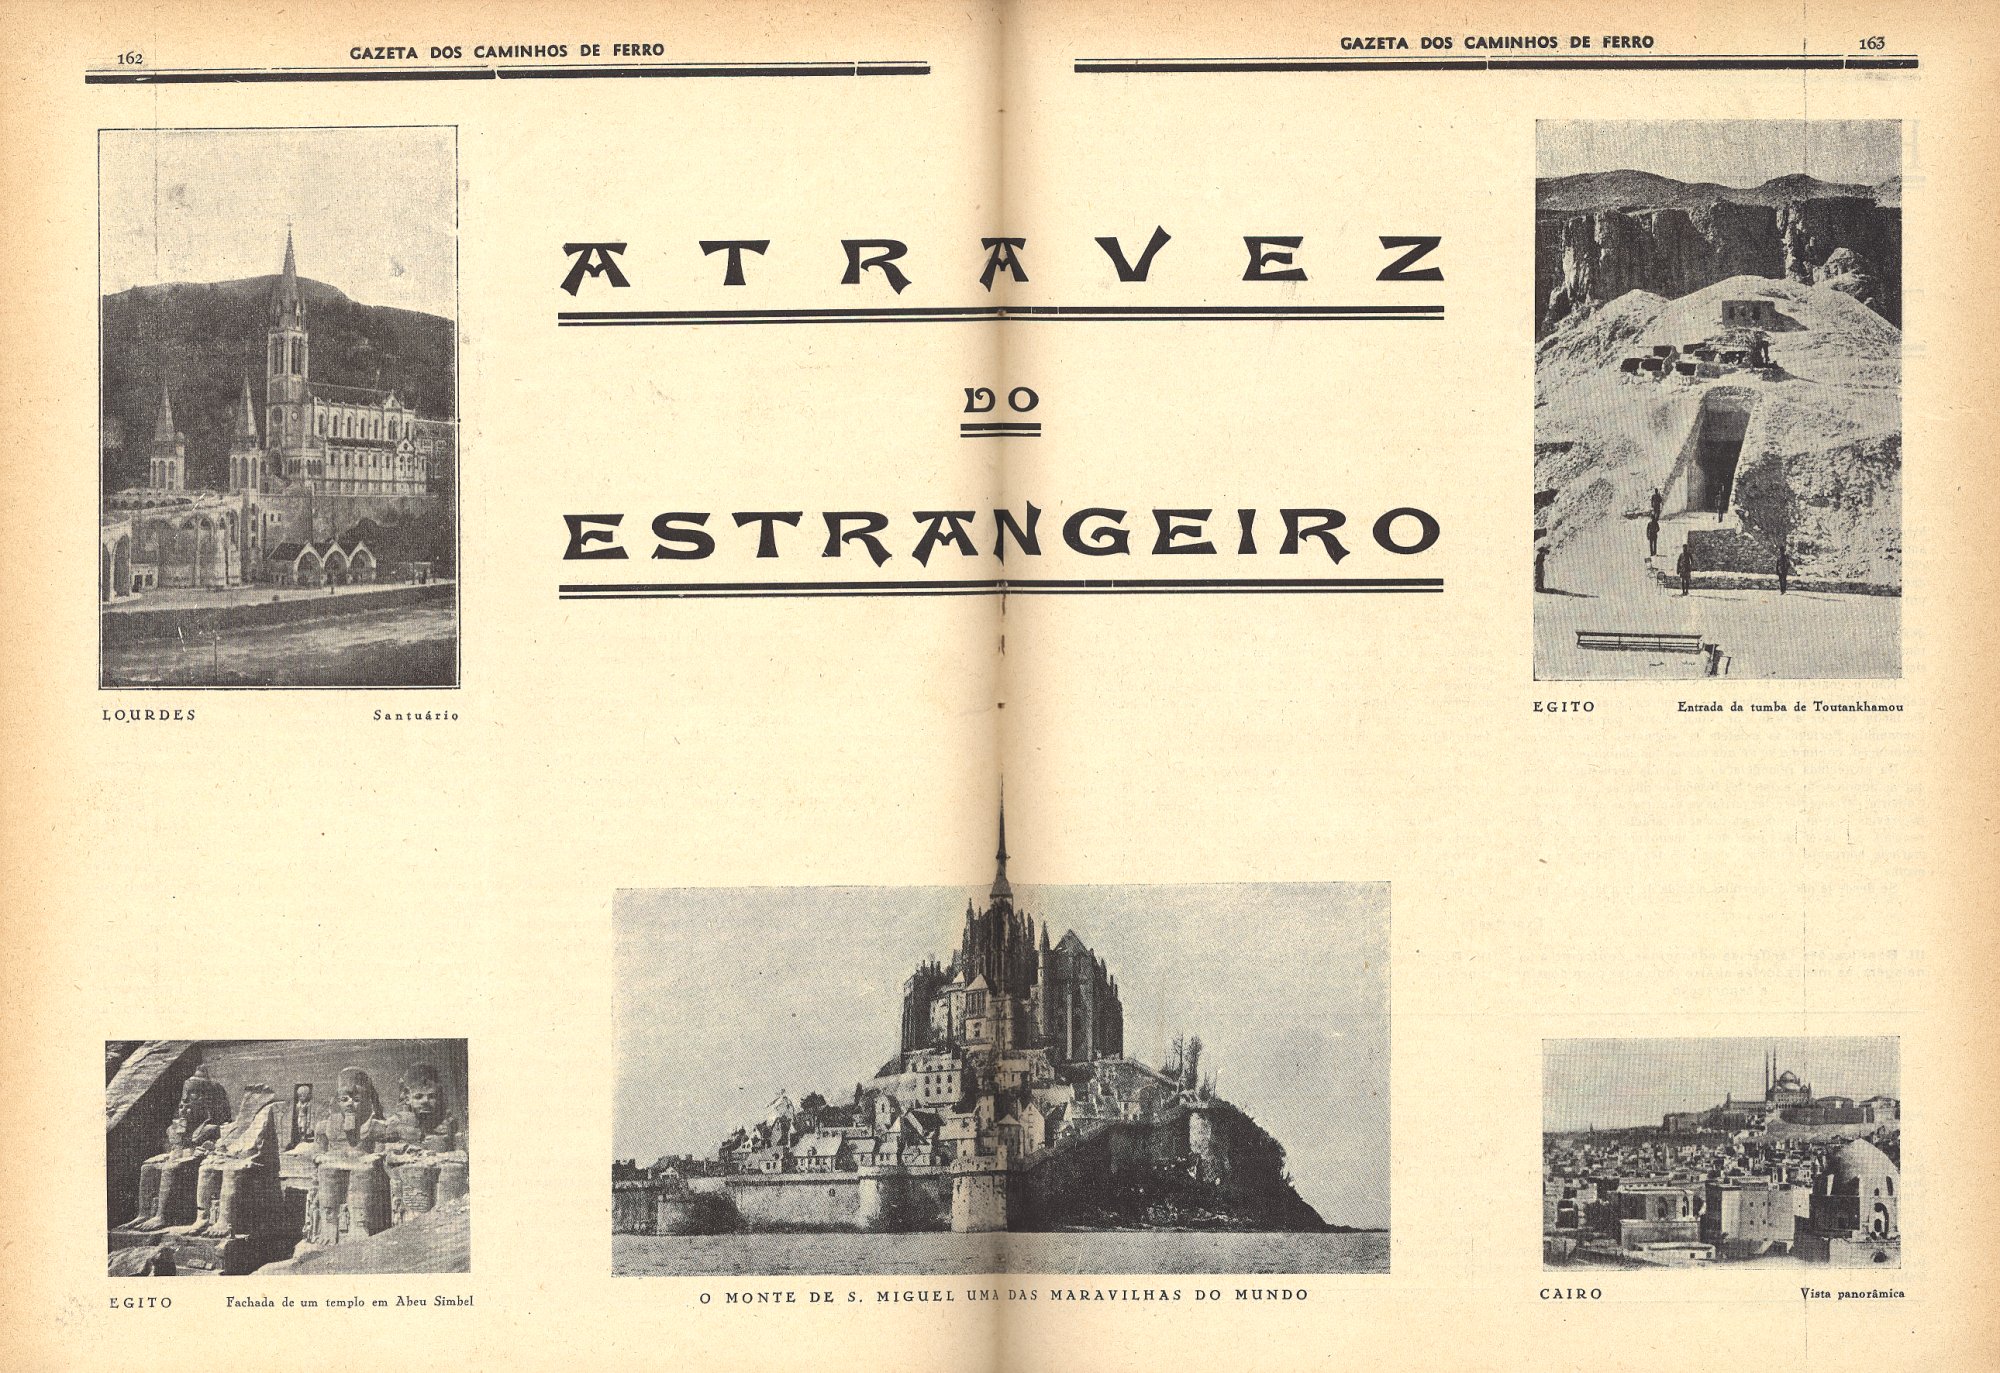 162
GAZETA DOS CAMINHOS DE FERRO
GAZETA DOS CAMINHOS DE FERRO
163
ATRAVEZ
DO
ESTRANGEIRO
LOURDES
Santuário
EGITO
Entrada da tumba de Toutankhamou
EGITO
Fachada de um templo em Abeu Simbel
O MONTE DE S. MIGUEL UMA DAS MARAVILHAS DO MUNDO
CAIRO
Vista panorâmica